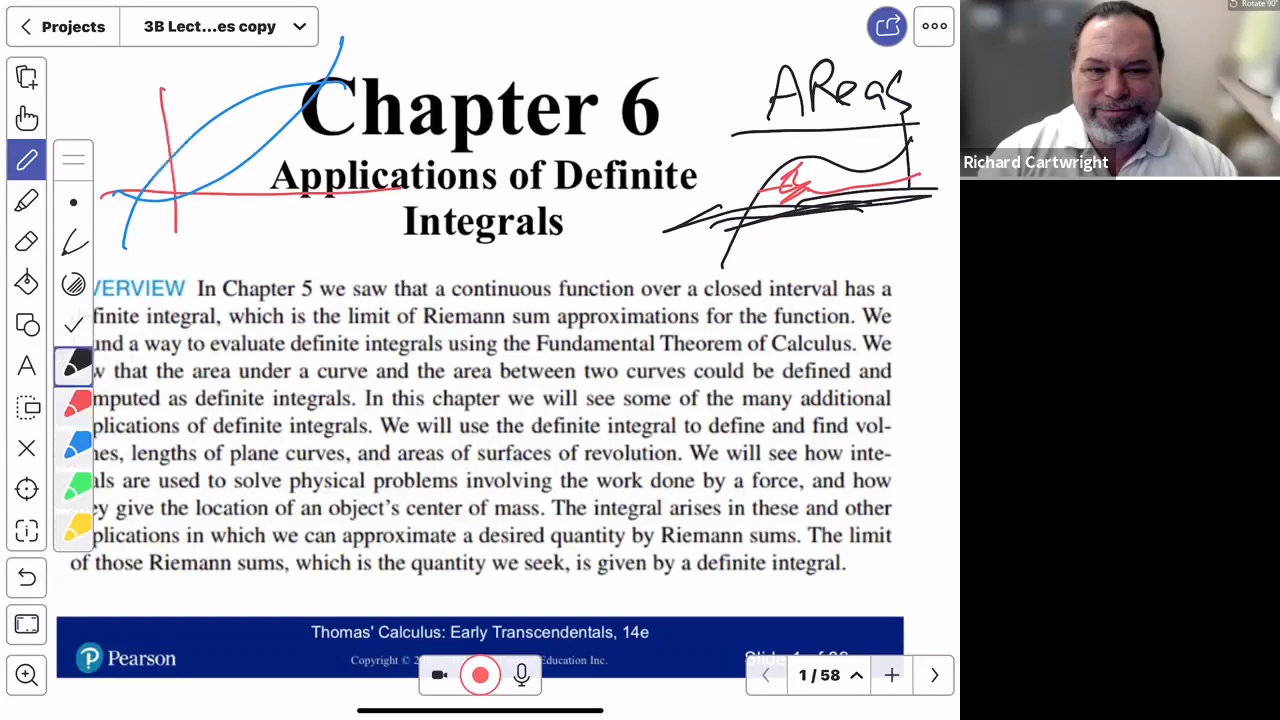 Rotate 90°
Projects
3B Lect...es copy
Chapter 6
AReas
Applications of Definite
Integrals
Richard Cartwright
VERIEW In Chapter 5 we saw that a continuous function over a closed interval has a
finite integral, which is the limit of Riemann sum approximations for the function. We
und a way to evaluate definite integrals using the Fundamental Theorem of Calculus. We
w that the area under a curve and the area between two curves could be defined and
mputed as definite integrals. In this chapter we will see some of the many additional
plications of definite integrals. We will use the definite integral to define and find vol-
es, lengths of plane curves, and areas of surfaces of revolution. We will see how inte-
ls are used to solve physical problems involving the work done by a force, and how
ey give the location of an object's center of mass. The integral arises in these and other
plications in which we can approximate a desired quantity by Riemann sums. The limit
of those Riemann sums, which is the quantity we seek, is given by a definite integral.
Thomas' Calculus: Early Transcendentals, 14e
Pearson
Copyright © 2 Education Inc.
1 / 58